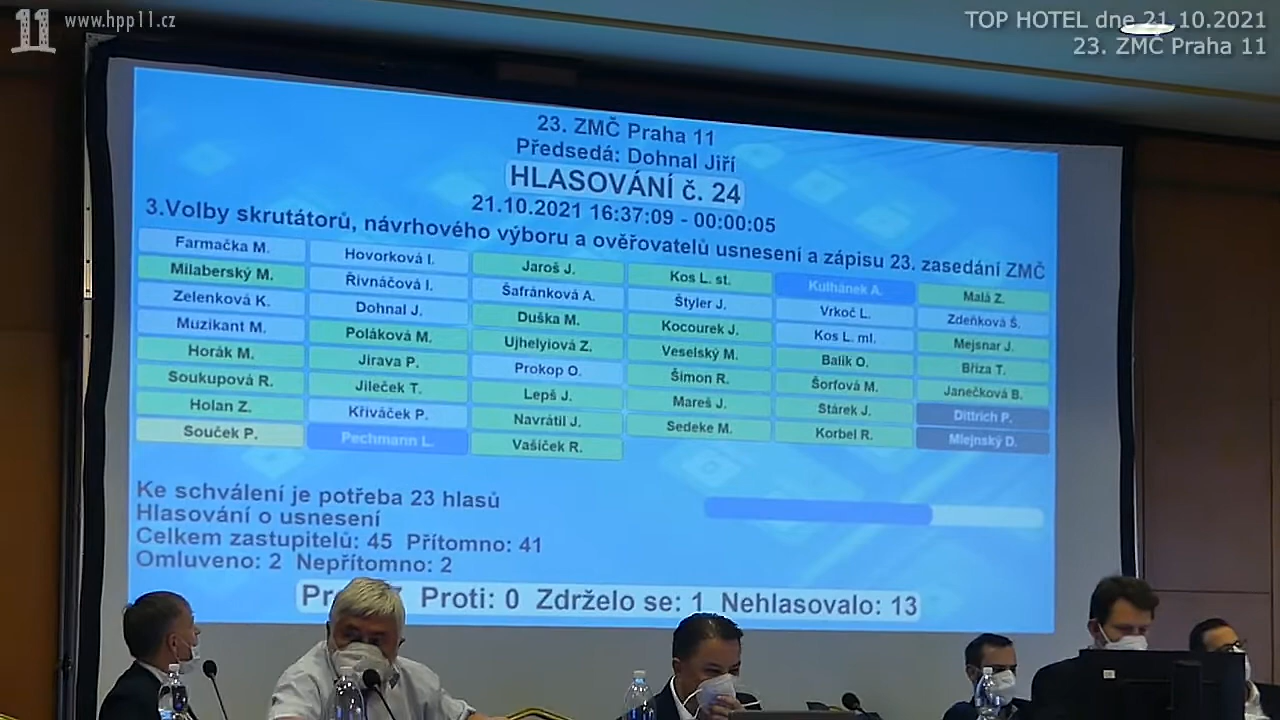 11 www.hpp11.cz
TOP HOTEL dne 21.10.2021
23. ZMČ Praha 11
23. ZMČ Praha 11
Předsedá: Dohnal Jiří
HLASOVÁNÍ č. 24
21.10.2021 16:37:09 - 00:00:05
3.Volby skrutátorů, návrhového výboru a ověřovatelů usnesení a zápisu 23. zasedání ZMČ
Farmačka M. Hovorková I. Jaroš J. Kos L. st. Kulhánek A. Malá Z.
Milaberský M. Řivnáčová I. Šafránková A. Štyler J. Vrkoč L. Zdeňková Š.
Zelenková K. Dohnal J. Duška M. Kocourek J. Kos L. ml. Mejsnar J.
Muzikant M. Poláková M. Ujhelyiová Z. Veselský M. Balík O. Bříza T.
Horák M. Jirava P. Prokop O. Šimon R. Šorfová M. Janečková B.
Soukupová R. Jileček T. Lepš J. Mareš J. Stárek J. Dittrich P.
Holan Z. Křiváček P. Navrátil J. Sedeke M. Korbel R. Mlejnský D.
Souček P. Pechmann L. Vašíček R.
Ke schválení je potřeba 23 hlasů
Hlasování o usnesení
Celkem zastupitelů: 45 Přítomno: 41
Omluveno: 2 Nepřítomno: 2
Proti: 0 Zdrželo se: 1 Nehlasovalo: 13